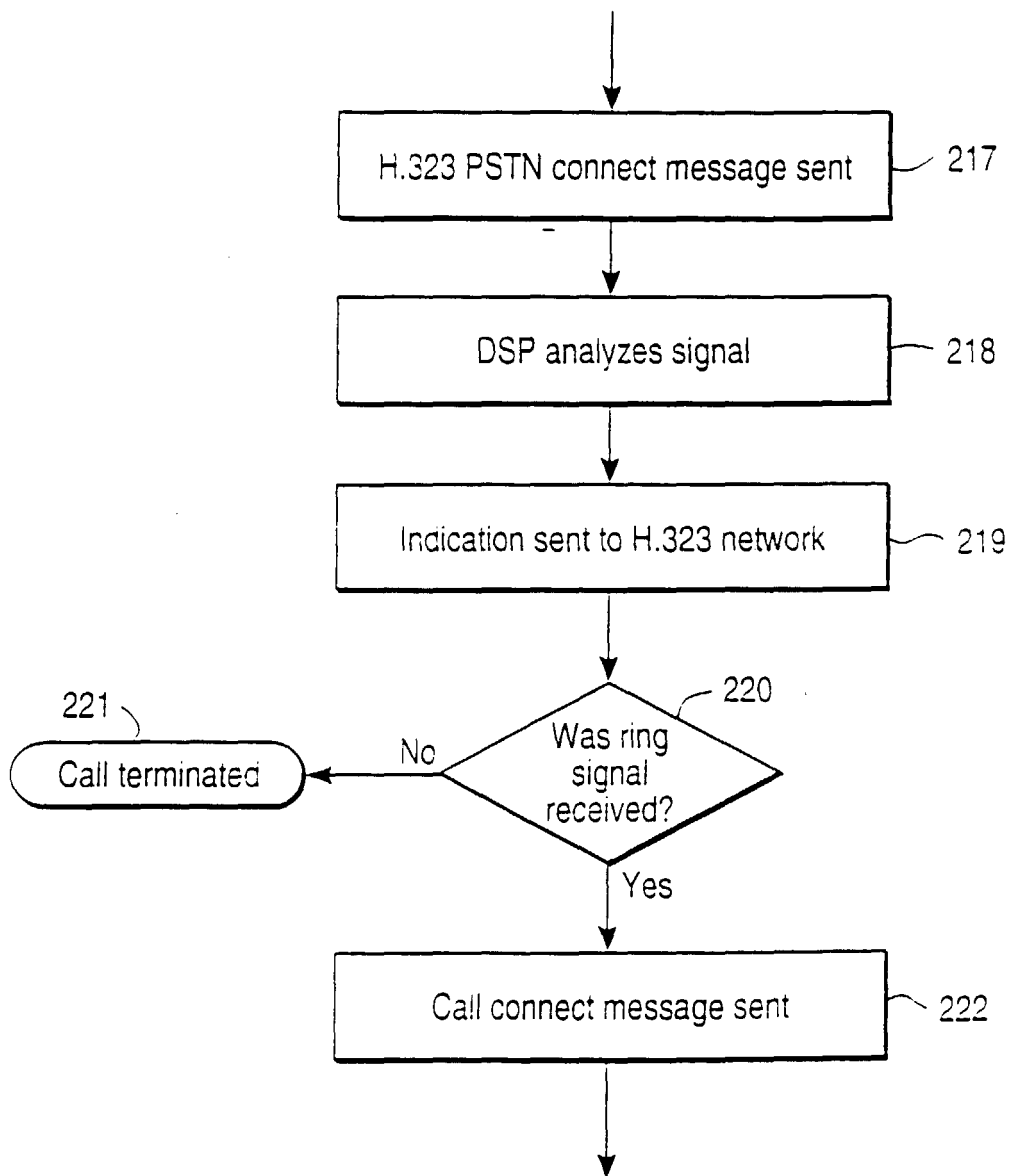 H.323 PSTN connect message sent
217
DSP analyzes signal
218
Indication sent to H.323 network
219
220
221
Was ring
signal
received?
No
Call terminated
Yes
Call connect message sent
222